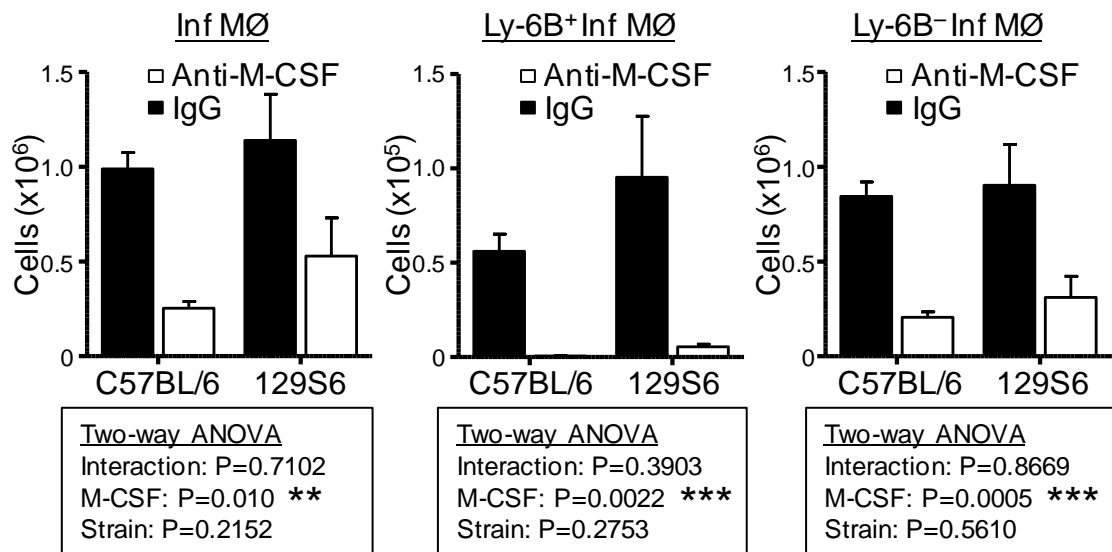 Inf MØ
1.5
1.0
0.5
0
Cells (x10⁶)
Anti-M-CSF
IgG
C57BL/6 129S6
Two-way ANOVA
Interaction: P=0.7102
M-CSF: P=0.010 **
Strain: P=0.2152
Ly-6B⁺Inf MØ
1.5
1.0
0.5
0
Cells (x10⁵)
Anti-M-CSF
IgG
C57BL/6 129S6
Two-way ANOVA
Interaction: P=0.3903
M-CSF: P=0.0022 ***
Strain: P=0.2753
Ly-6B⁻Inf MØ
1.5
1.0
0.5
0
Cells (x10⁶)
Anti-M-CSF
IgG
C57BL/6 129S6
Two-way ANOVA
Interaction: P=0.8669
M-CSF: P=0.0005 ***
Strain: P=0.5610